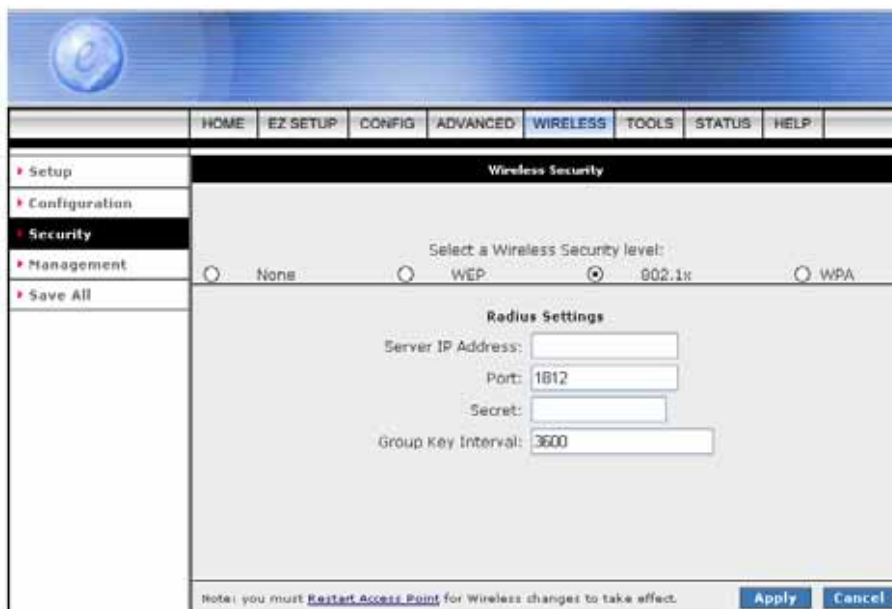 e
HOME EZ SETUP CONFIG ADVANCED WIRELESS TOOLS STATUS HELP
Setup
Configuration
Security
Management
Save All
Wireless Security
Select a Wireless Security level:
None WEP 802.1x WPA
Radius Settings
Server IP Address:
Port: 1812
Secret:
Group Key Interval: 3600
Note: you must Restart Access Point for Wireless changes to take effect. Apply Cancel